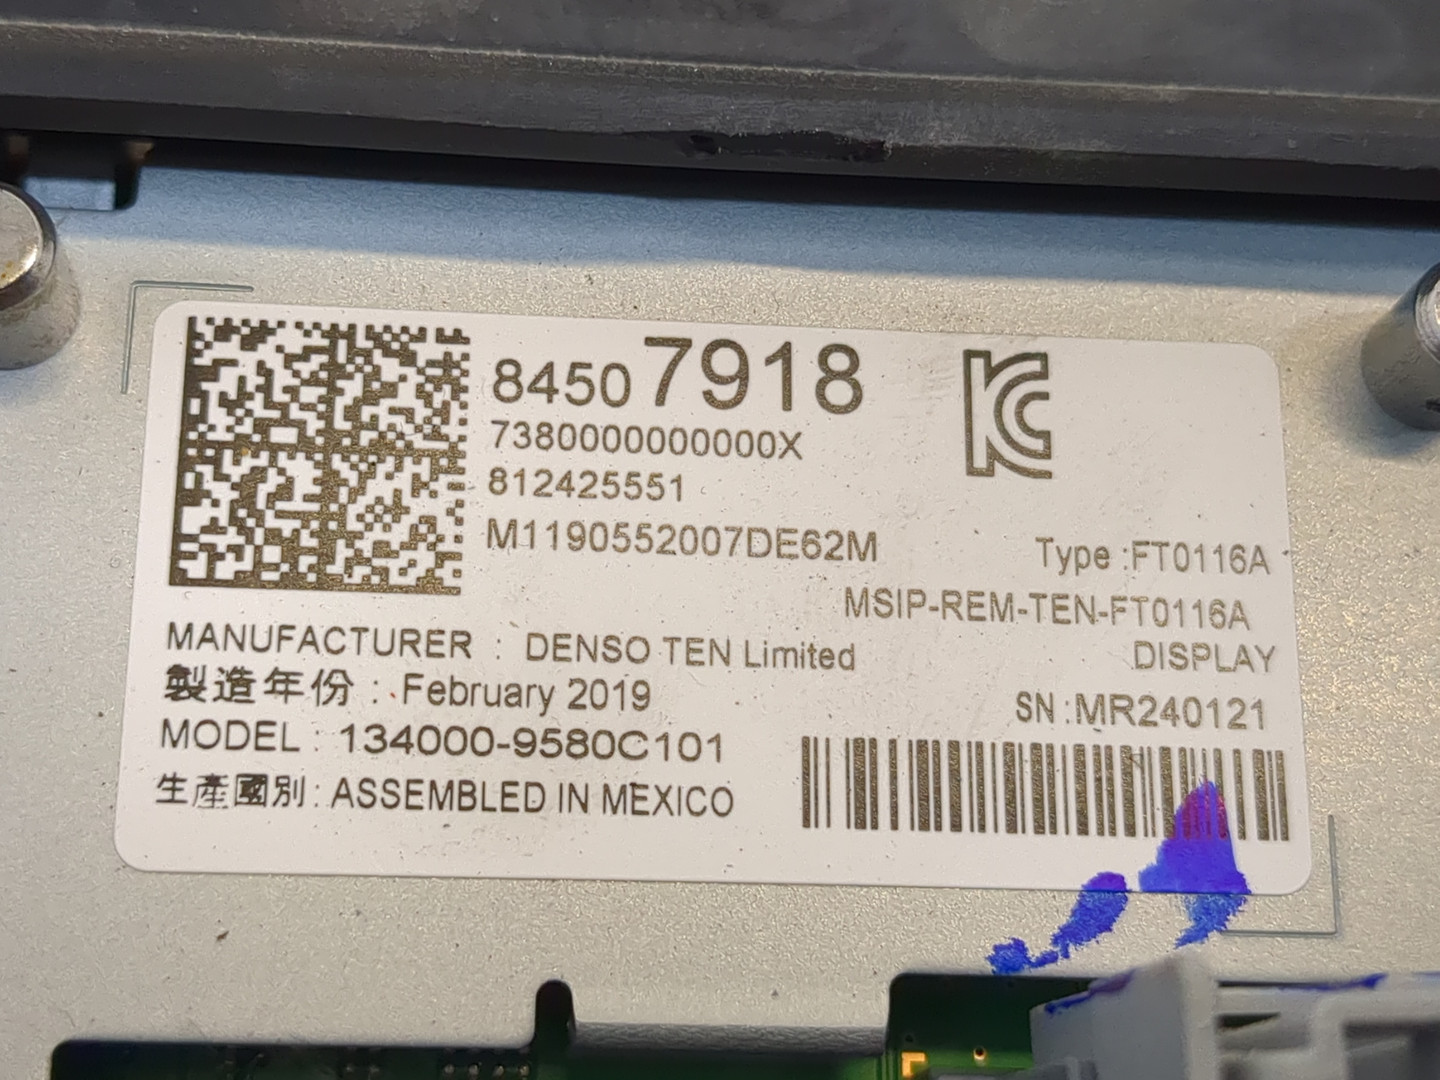 84507918
7380000000000X
812425551
M1190552007DE62M
Type :FT0116A
MSIP-REM-TEN-FT0116A
MANUFACTURER : DENSO TEN Limited
DISPLAY
製造年份 : February 2019
SN:MR240121
MODEL : 134000-9580C101
生產國別: ASSEMBLED IN MEXICO